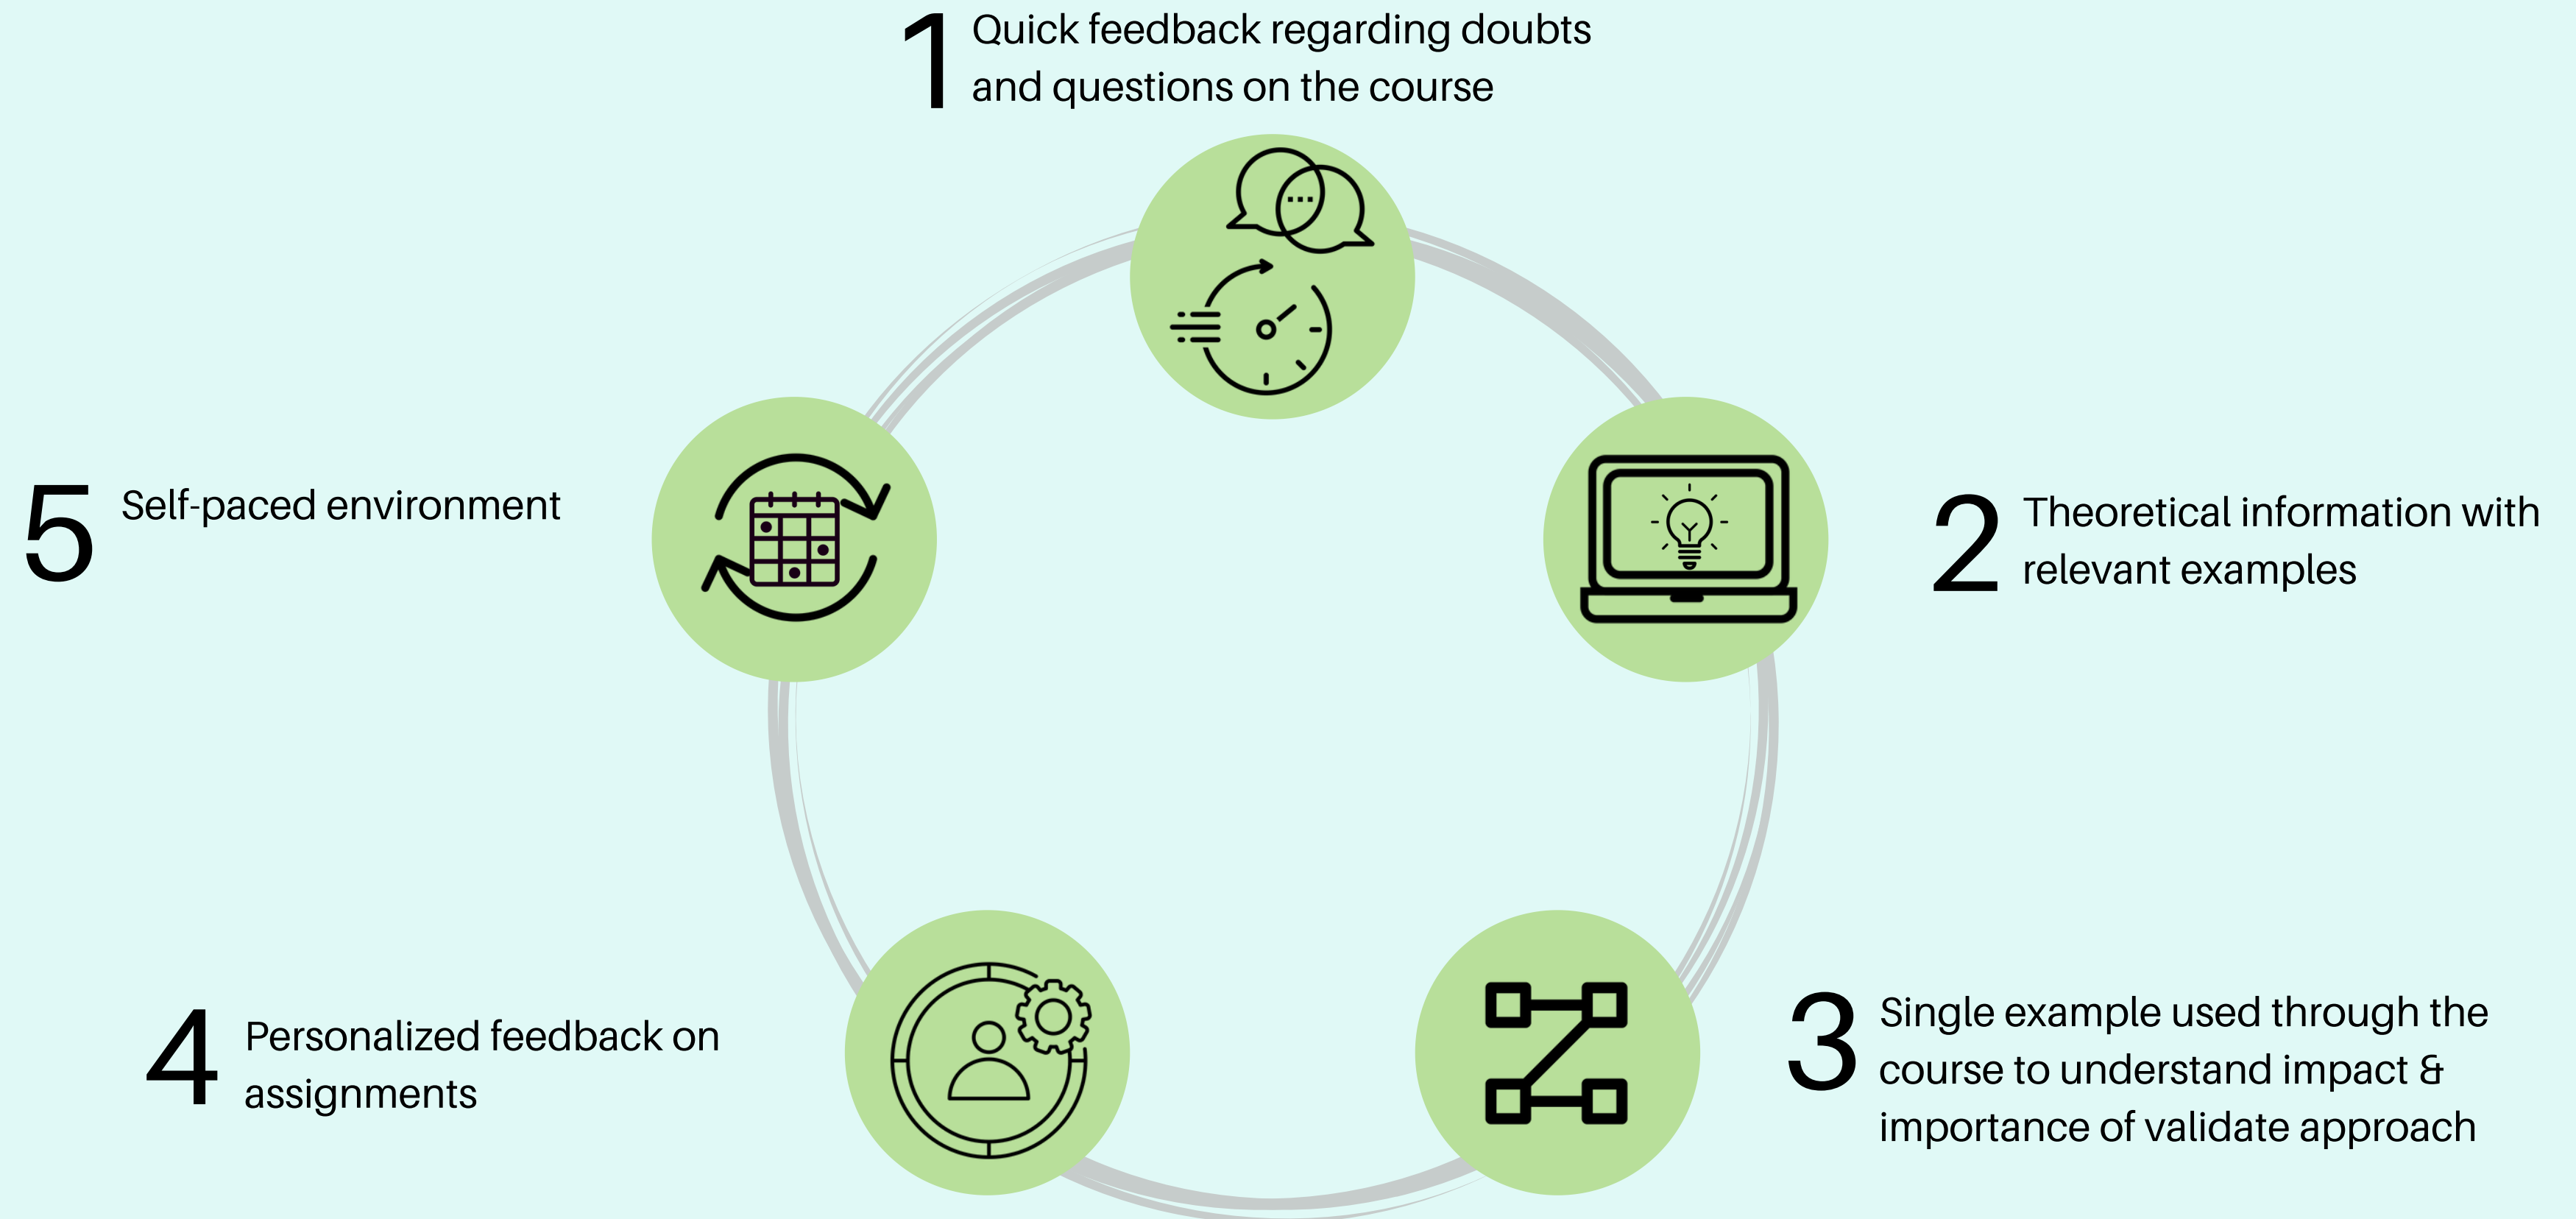 1
Quick feedback regarding doubts
and questions on the course
2
Theoretical information with
relevant examples
3
Single example used through the
course to understand impact &
importance of validate approach
4
Personalized feedback on
assignments
5
Self-paced environment